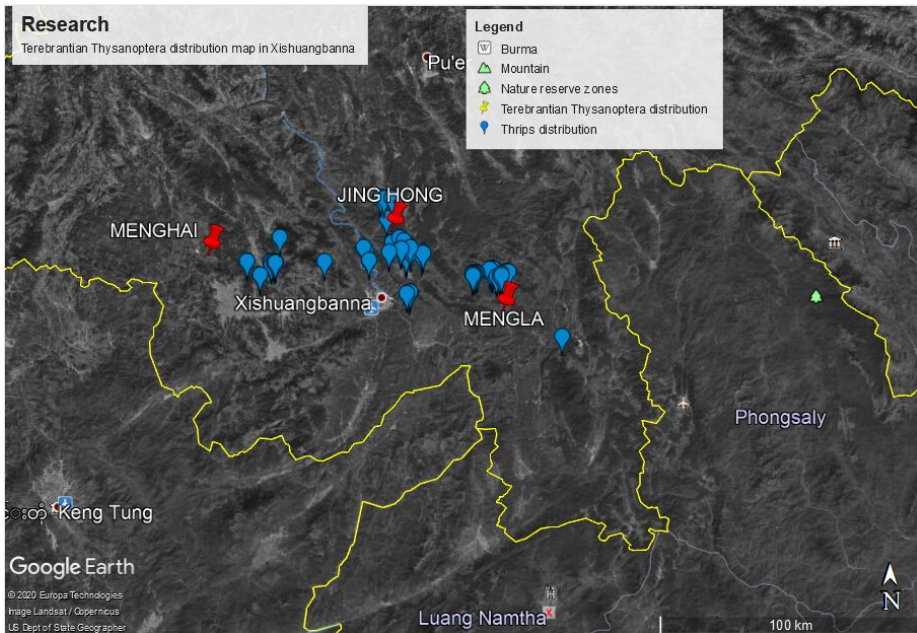 Research
Terebrantian Thysanoptera distribution map in Xishuangbanna
Legend
W Burma
Mountain
Nature reserve zones
Terebrantian Thysanoptera distribution
Thrips distribution
Pu'er
JING HONG
MENGHAI
Xishuangbanna
MENGLA
Phongsaly
Keng Tung
Google Earth
© 2020 Europa Technologies
Image Landsat / Copernicus
US Dept of State Geographer
Luang Namtha
N
100 km